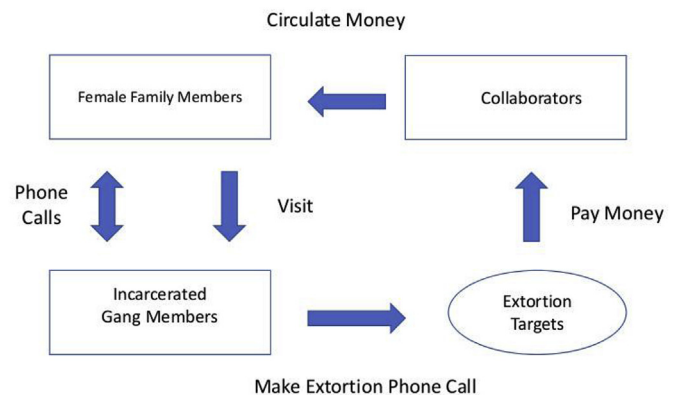 Circulate Money
Female Family Members
Collaborators
Phone
Calls
Visit
Pay Money
Incarcerated
Gang Members
Extortion
Targets
Make Extortion Phone Call